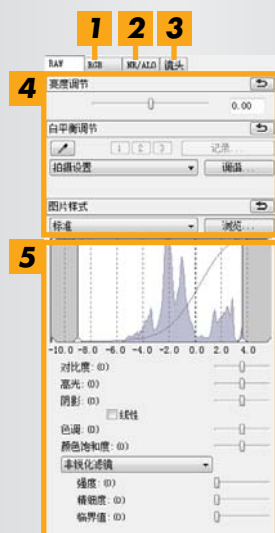 1 2 3
RAW RGB NR/ALO 镜头
4
亮度调节
0.00
白平衡调节
1 2 3 记录...
拍摄设置 调谐...
图片样式
标准 浏览...
5
-10.0 -8.0 -6.0 -4.0 -2.0 0.0 2.0 4.0
对比度: (0)
高光: (0)
阴影: (0)
线性
色调: (0)
颜色饱和度: (0)
非锐化滤镜
强度: (0)
精细度: (0)
临界值: (0)